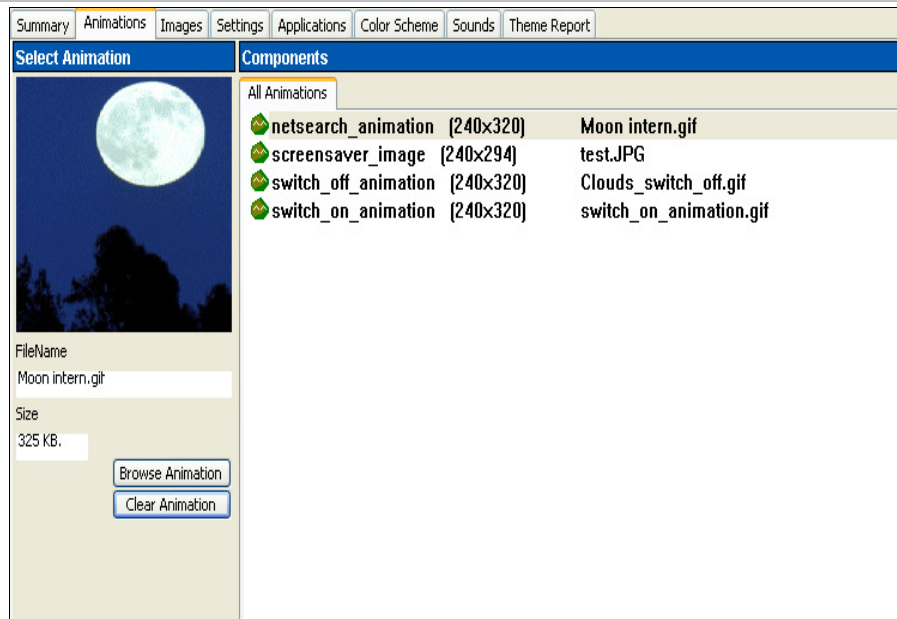 Summary Animations Images Settings Applications Color Scheme Sounds Theme Report
Select Animation
Components
All Animations
netsearch_animation (240x320) Moon intern.gif
screensaver_image (240x294) test.JPG
switch_off_animation (240x320) Clouds_switch_off.gif
switch_on_animation (240x320) switch_on_animation.gif
FileName
Moon intern.gif
Size
325 KB.
Browse Animation
Clear Animation